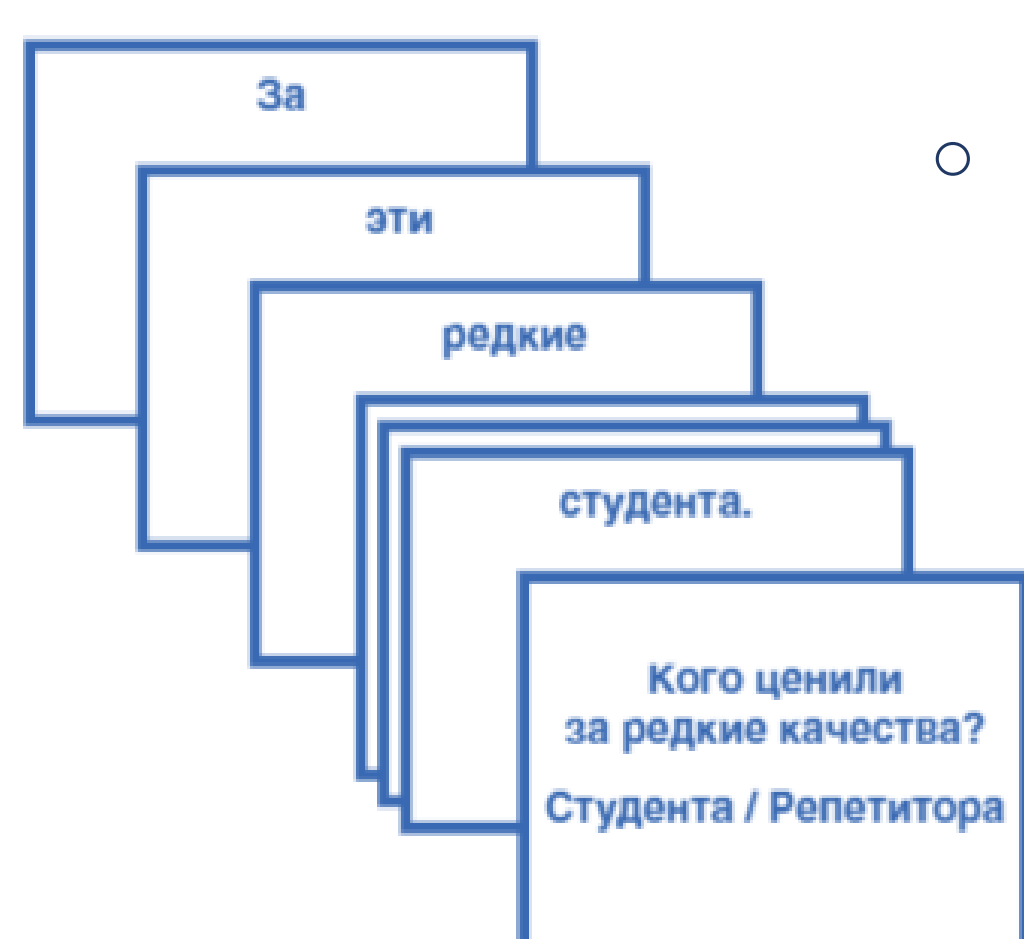 За
эти
редкие
студента.
Кого ценили
за редкие качества?
Студента / Репетитора